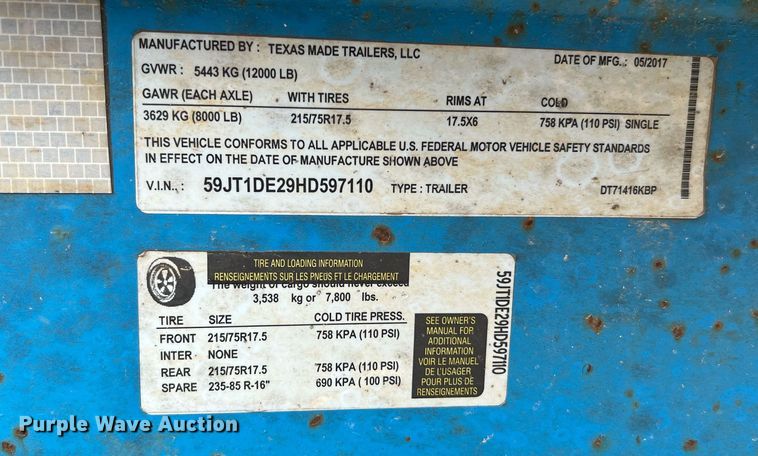 MANUFACTURED BY : TEXAS MADE TRAILERS, LLC DATE OF MFG..: 05/2017
GVWR : 5443 KG (12000 LB)
GAWR (EACH AXLE) WITH TIRES RIMS AT COLD
3629 KG (8000 LB) 215/75R17.5 17.5X6 758 KPA (110 PSI) SINGLE
THIS VEHICLE CONFORMS TO ALL APPLICABLE U.S. FEDERAL MOTOR VEHICLE SAFETY STANDARDS
IN EFFECT ON THE DATE OF MANUFACTURE SHOWN ABOVE
V.I.N..: 59JT1DE29HD597110 TYPE : TRAILER DT71416KBP
TIRE AND LOADING INFORMATION
RENSEIGNEMENTS SUR LES PNEUS ET LE CHARGEMENT
The weight of cargo should never exceed
3,538 kg or 7,800 lbs.
TIRE SIZE COLD TIRE PRESS.
FRONT 215/75R17.5 758 KPA (110 PSI)
INTER NONE
REAR 215/75R17.5 758 KPA (110 PSI)
SPARE 235-85 R-16" 690 KPA ( 100 PSI)
SEE OWNER'S
MANUAL FOR
ADDITIONAL
INFORMATION
VOIR LE MANUEL
DE L'USAGER
POUR PLUS DE
RENSEIGNEMENTS
59JT1DE29HD597110
Purple Wave Auction